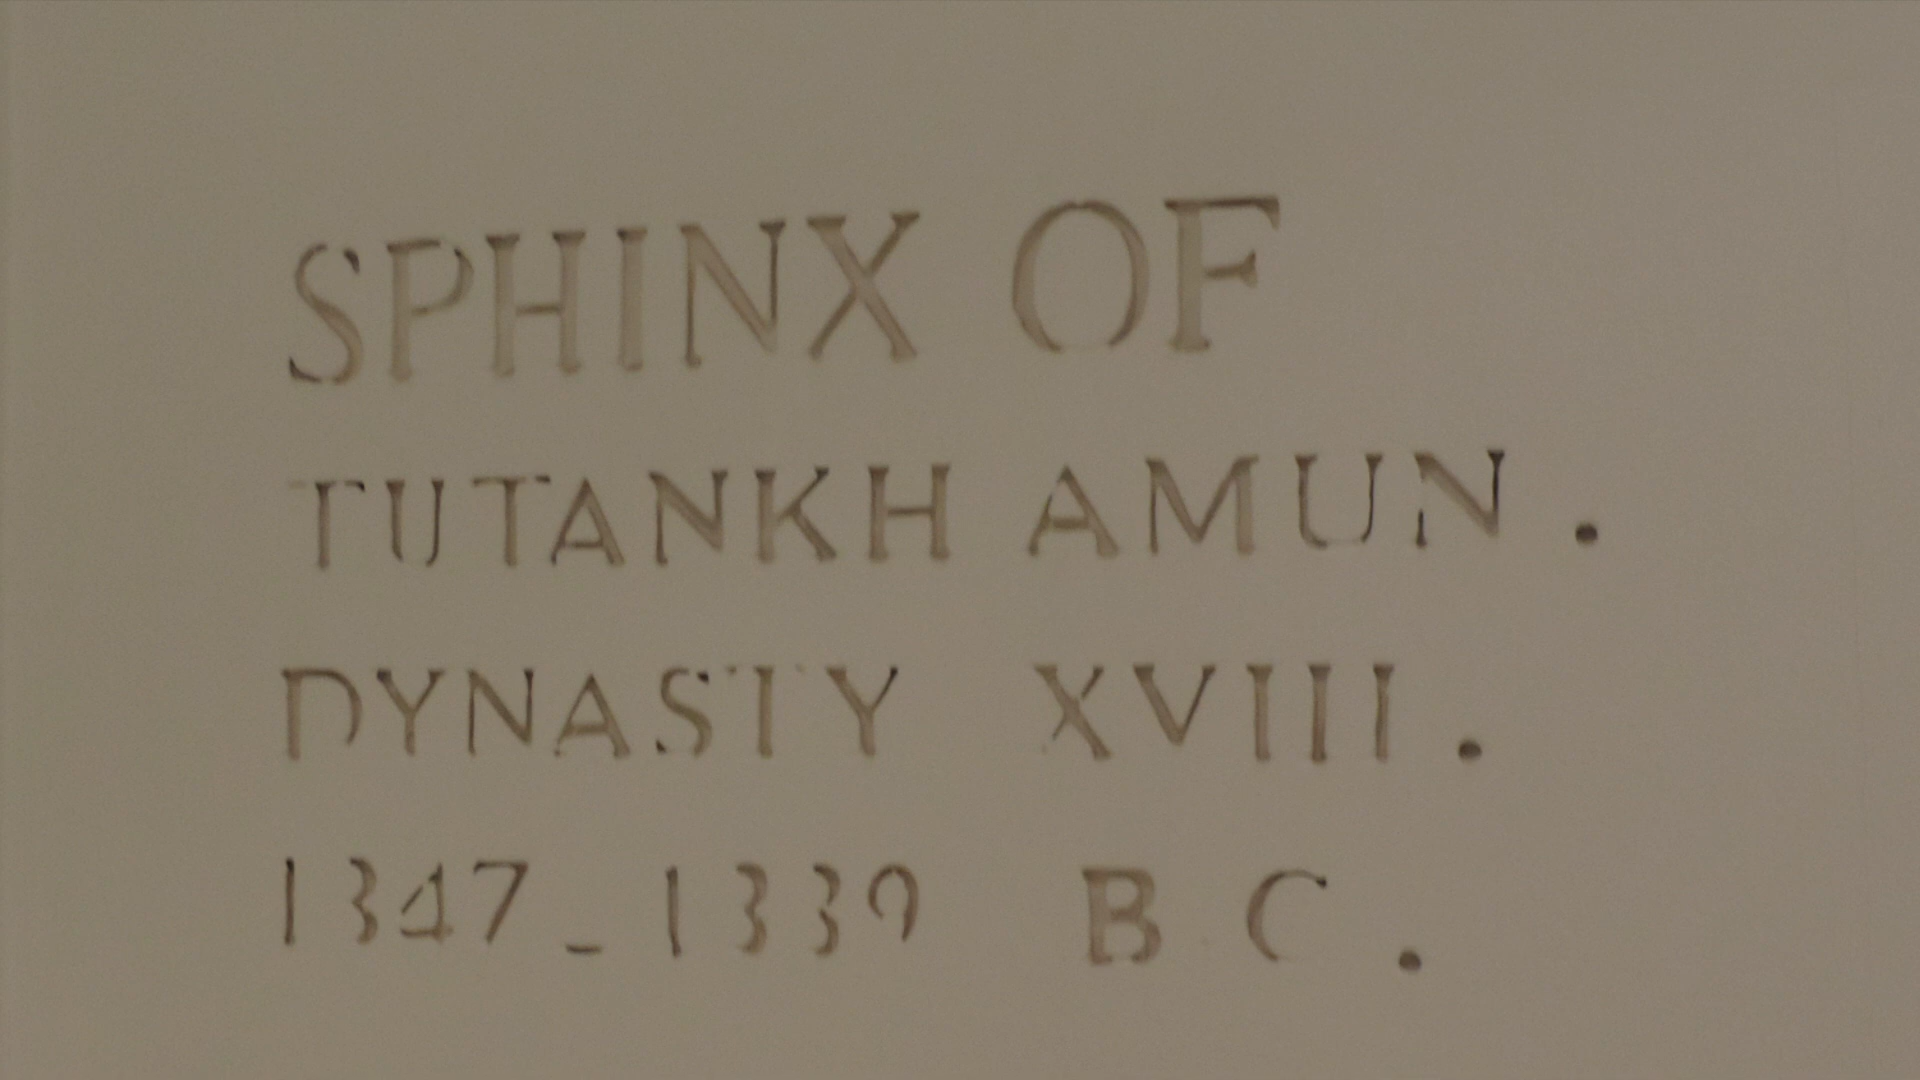 SPHINX OF
TUTANKH AMUN.
DYNASTY XVIII.
1347_1339 B C.